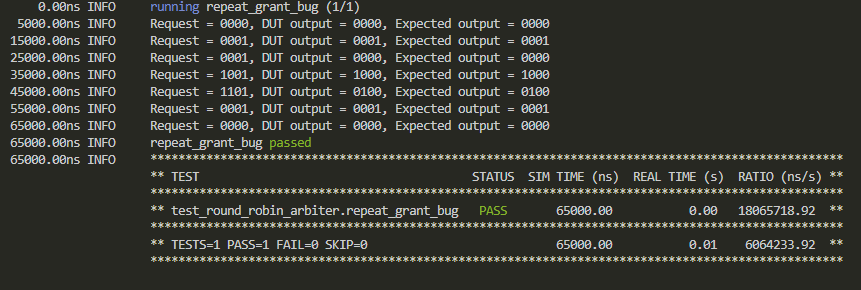 0.00ns INFO     running repeat_grant_bug (1/1)
5000.00ns INFO     Request = 0000, DUT output = 0000, Expected output = 0000
15000.00ns INFO     Request = 0001, DUT output = 0001, Expected output = 0001
25000.00ns INFO     Request = 0000, DUT output = 0000, Expected output = 0000
35000.00ns INFO     Request = 1001, DUT output = 1000, Expected output = 1000
45000.00ns INFO     Request = 1101, DUT output = 0100, Expected output = 0100
55000.00ns INFO     Request = 0001, DUT output = 0001, Expected output = 0001
65000.00ns INFO     Request = 0000, DUT output = 0000, Expected output = 0000
65000.00ns INFO     repeat_grant_bug passed
65000.00ns INFO     ***************************************************************************************************
** TEST                                       STATUS  SIM TIME (ns)  REAL TIME (s)  RATIO (ns/s) **
***************************************************************************************************
** test_round_robin_arbiter.repeat_grant_bug   PASS       65000.00           0.00   18065718.92  **
***************************************************************************************************
** TESTS=1 PASS=1 FAIL=0 SKIP=0                           65000.00           0.01    6064233.92  **
***************************************************************************************************